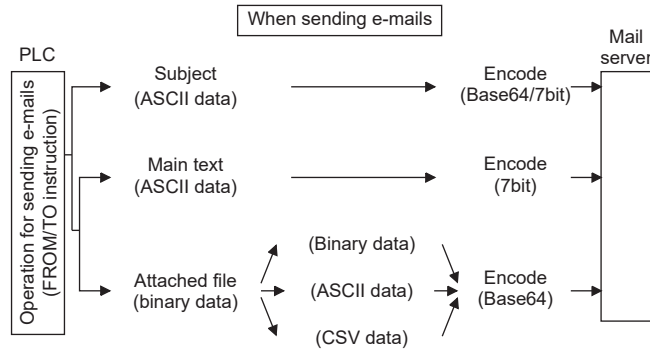 When sending e-mails
PLC
Mail
server
Operation for sending e-mails
(FROM/TO instruction)
Subject
(ASCII data)
Encode
(Base64/7bit)
Main text
(ASCII data)
Encode
(7bit)
Attached file
(binary data)
(Binary data)
(ASCII data)
(CSV data)
Encode
(Base64)